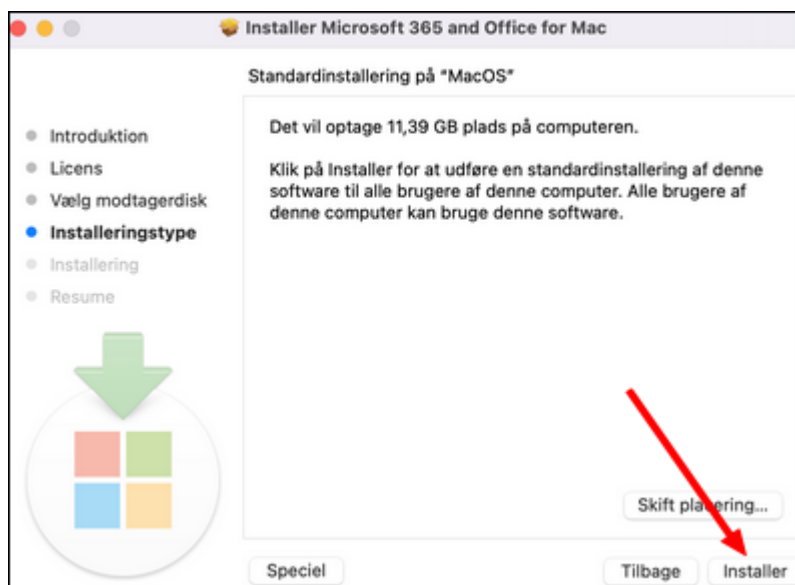 Installer Microsoft 365 and Office for Mac
Standardinstallering på "MacOS"
Introduktion
Licens
Vælg modtagerdisk
Installeringstype
Installering
Resume
Det vil optage 11,39 GB plads på computeren.
Klik på Installer for at udføre en standardinstallering af denne
software til alle brugere af denne computer. Alle brugere af
denne computer kan bruge denne software.
Skift placering...
Speciel
Tilbage
Installer